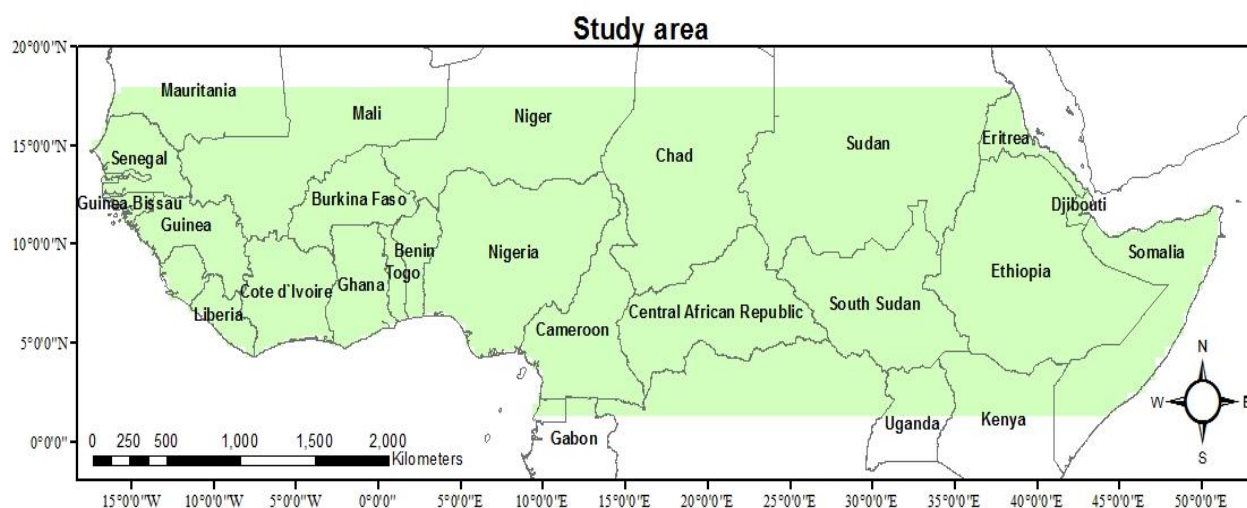 Study area
20°0'0"N
15°0'0"N
10°0'0"N
5°0'0"N
0°0'0"
Mauritania
Mali
Niger
Chad
Sudan
Eritrea
Senegal
Burkina Faso
Djibouti
Guinea Bissau
Guinea
Benin
Nigeria
Somalia
Togo
Ethiopia
Cote d'Ivoire
Ghana
Central African Republic
South Sudan
Liberia
Cameroon
Gabon
Uganda
Kenya
N
W
E
S
0 250 500 1,000 1,500 2,000
Kilometers
15°0'0"W 10°0'0"W 5°0'0"W 0°0'0" 5°0'0"E 10°0'0"E 15°0'0"E 20°0'0"E 25°0'0"E 30°0'0"E 35°0'0"E 40°0'0"E 45°0'0"E 50°0'0"E